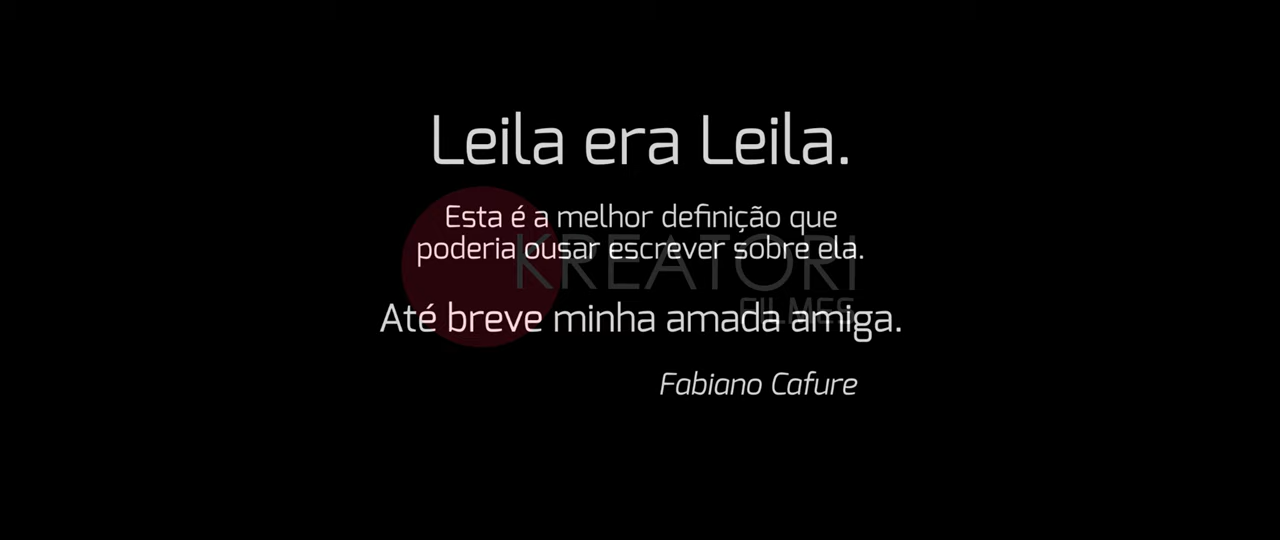 Leila era Leila.
Esta é a melhor definição que
poderia ousar escrever sobre ela.
KREATORI
FILMES
Até breve minha amada amiga.
Fabiano Cafure